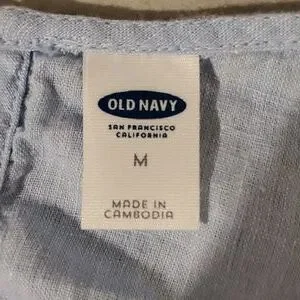 OLD NAVY
SAN FRANCISCO
CALIFORNIA
M
MADE IN
CAMBODIA